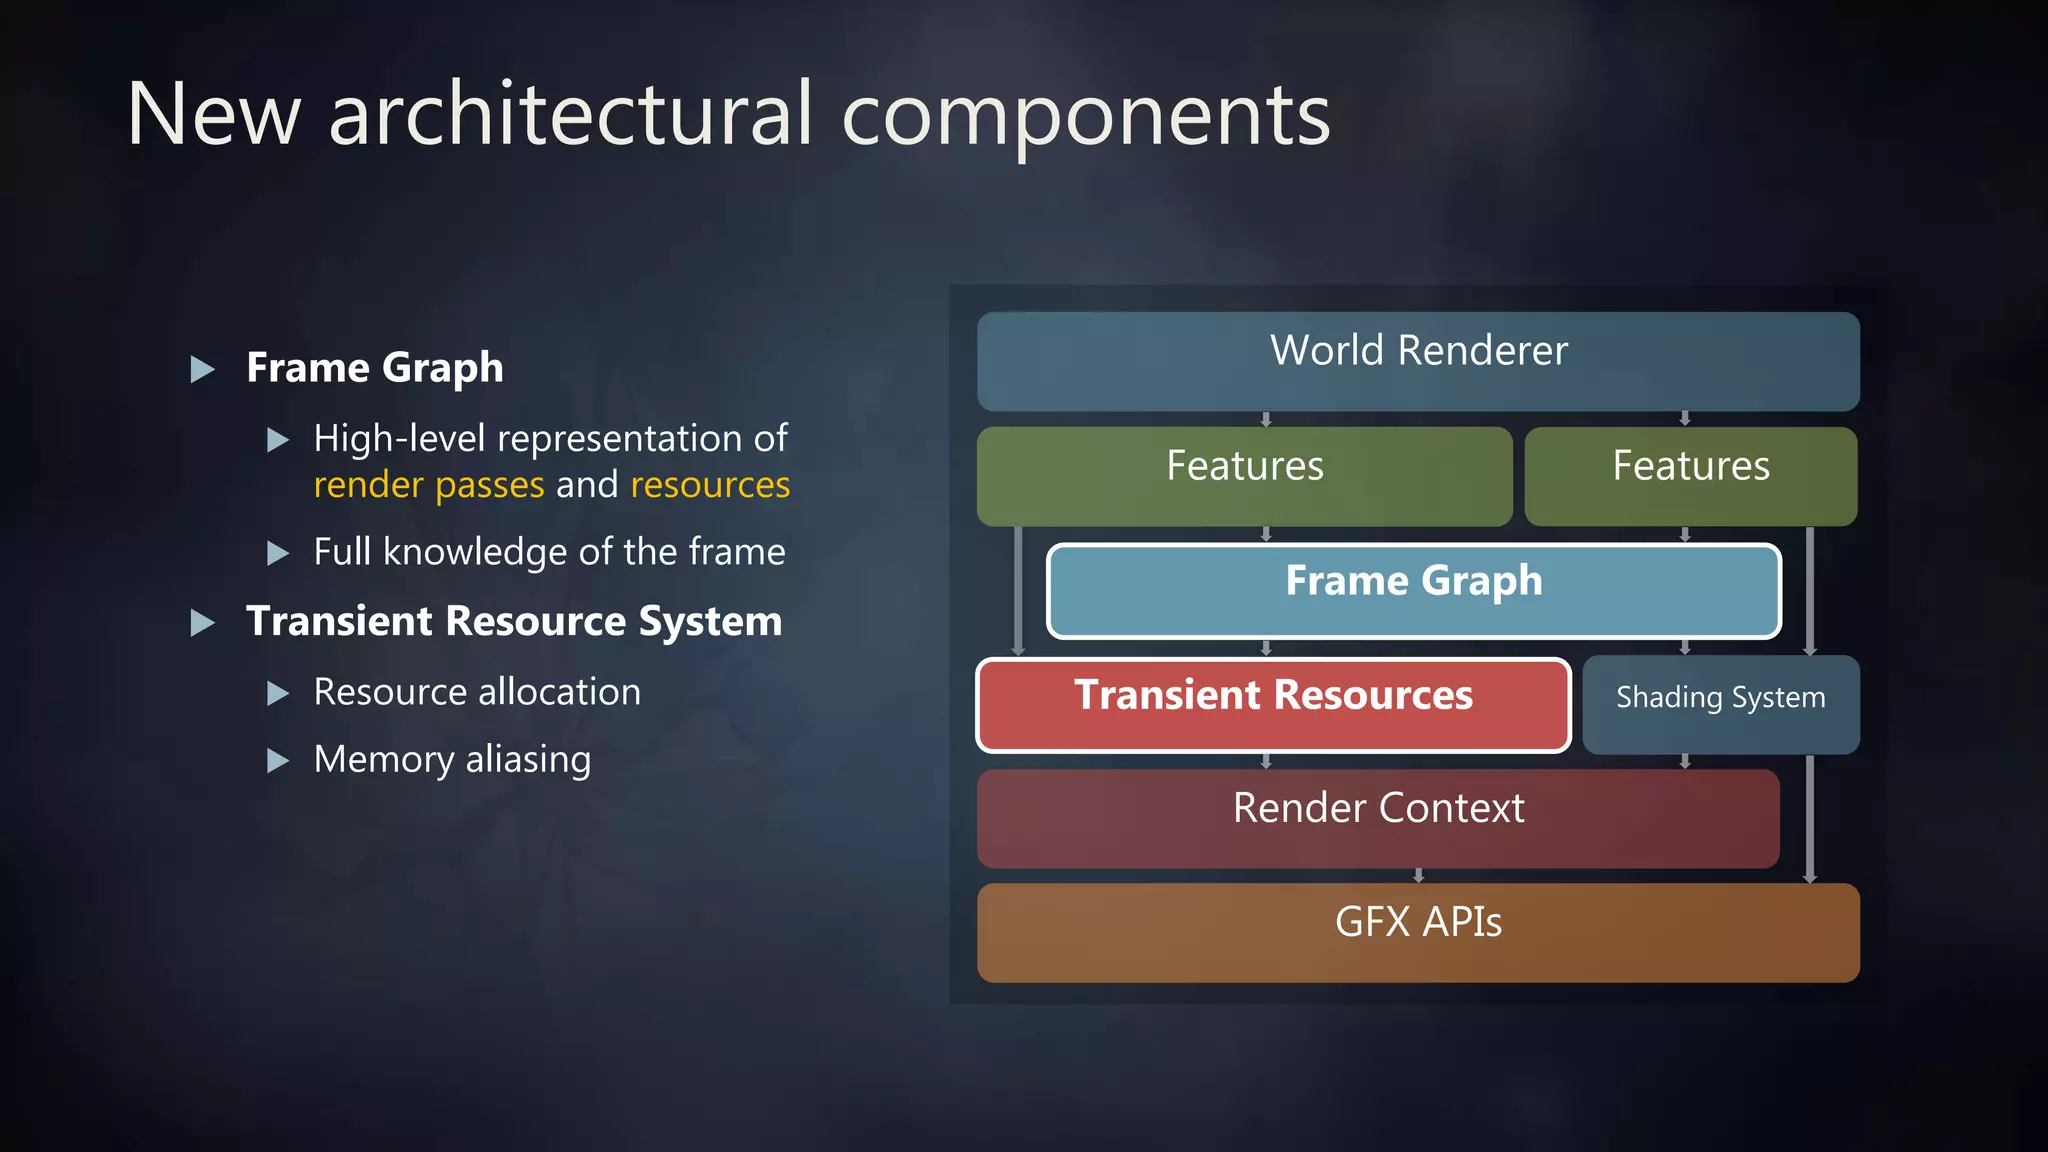 New architectural components
Frame Graph
High-level representation of
render passes and resources
Full knowledge of the frame
Transient Resource System
Resource allocation
Memory aliasing
World Renderer
Features
Features
Frame Graph
Transient Resources
Shading System
Render Context
GFX APIs